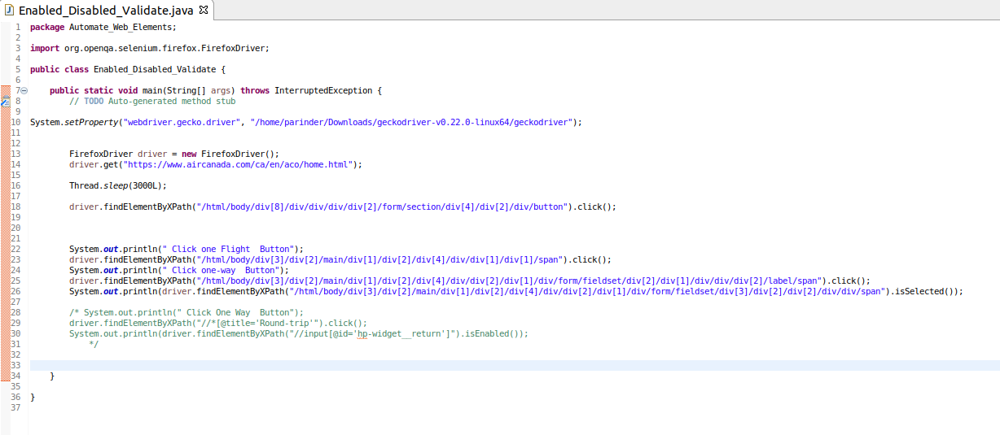 Enabled_Disabled_Validate.java
1 package Automate_Web_Elements;
2
3 import org.openqa.selenium.firefox.FirefoxDriver;
4
5 public class Enabled_Disabled_Validate {
6
7 public static void main(String[] args) throws InterruptedException {
8 // TODO Auto-generated method stub
9
10 System.setProperty("webdriver.gecko.driver", "/home/parinder/Downloads/geckodriver-v0.22.0-linux64/geckodriver");
11
12
13 FirefoxDriver driver = new FirefoxDriver();
14 driver.get("https://www.aircanada.com/ca/en/aco/home.html");
15
16 Thread.sleep(3000L);
17
18 driver.findElementByXPath("/html/body/div[8]/div/div/div/div[2]/form/section/div[4]/div[2]/div/button").click();
19
20
21
22 System.out.println(" Click one Flight  Button");
23 driver.findElementByXPath("/html/body/div[3]/div[2]/main/div[1]/div[2]/div[4]/div/div[1]/div[1]/span").click();
24 System.out.println(" Click one-way  Button");
25 driver.findElementByXPath("/html/body/div[3]/div[2]/main/div[1]/div[2]/div[4]/div/div[2]/div[1]/div/form/fieldset/div[2]/div[1]/div/div/div[2]/label/span").click();
26 System.out.println(driver.findElementByXPath("/html/body/div[3]/div[2]/main/div[1]/div[2]/div[4]/div/div[2]/div[1]/div/form/fieldset/div[3]/div[2]/div[2]/div/div/span").isSelected());
27
28 /* System.out.println(" Click One Way  Button");
29 driver.findElementByXPath("//*[@title='Round-trip'").click();
30 System.out.println(driver.findElementByXPath("//input[@id='hp-widget__return']").isEnabled());
31 */
32
33
34 }
35
36 }
37